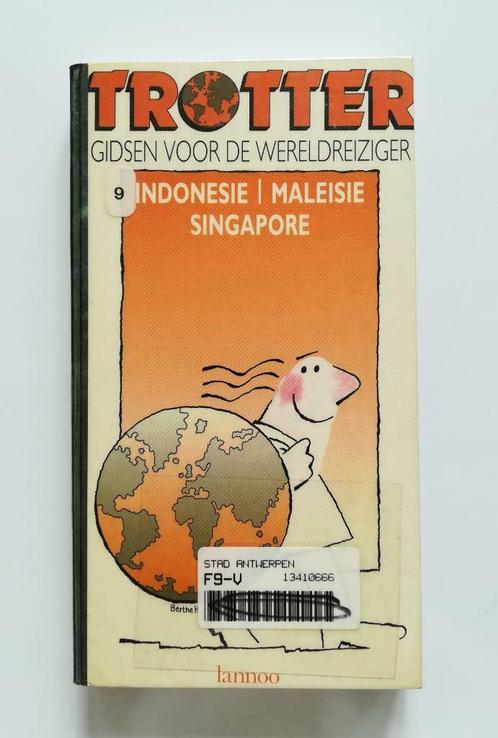 TROTTER
GIDSEN VOOR DE WERELDREIZIGER
9
INDONESIE | MALEISIE
SINGAPORE
STAD ANTWERPEN
F9-V 13410666
lannoo